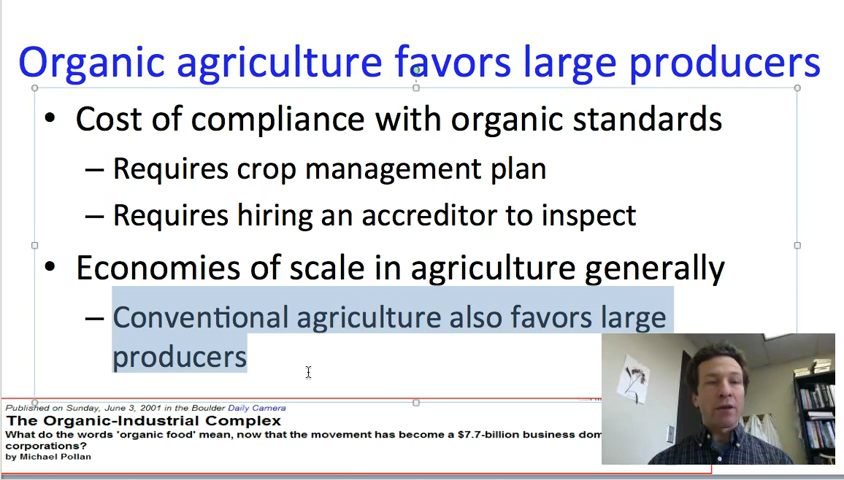 Organic agriculture favors large producers
• Cost of compliance with organic standards
– Requires crop management plan
– Requires hiring an accreditor to inspect
• Economies of scale in agriculture generally
– Conventional agriculture also favors large
producers
Published on Sunday, June 3, 2001 in the Boulder Daily Camera
The Organic-Industrial Complex
What do the words 'organic food' mean, now that the movement has become a $7.7-billion business
corporations?
by Michael Pollan